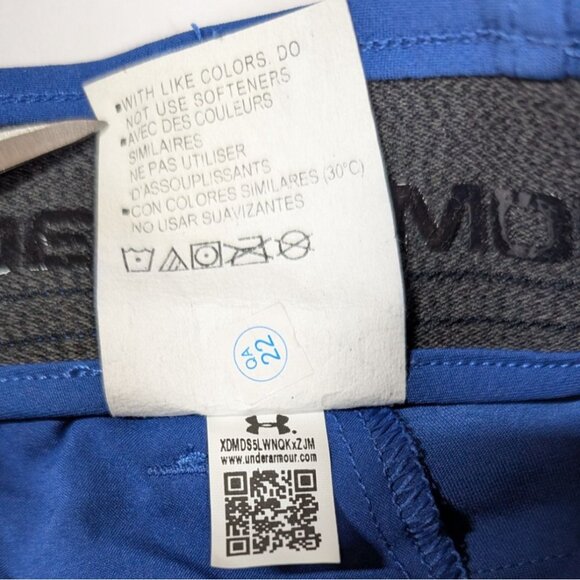 ▪WITH LIKE COLORS. DO
NOT USE SOFTENERS
▪AVEC DES COULEURS
SIMILAIRES
NE PAS UTILISER
D'ASSOUPLISSANTS
▪CON COLORES SIMILARES (30°C)
NO USAR SUAVIZANTES
QA
22
XDMDS5LWNQKxZJM
www.underarmour.com